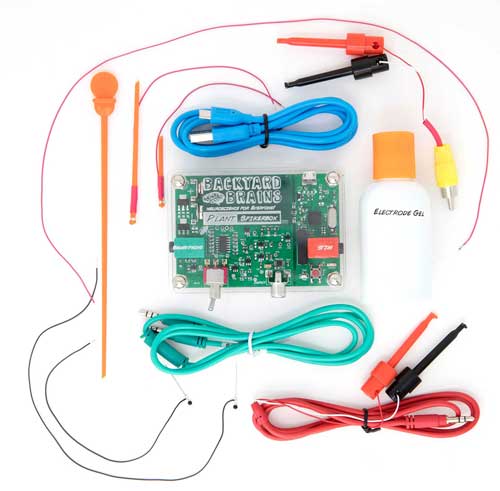 BACKYARD
BRAINS
NEUROSCIENCE FOR EVERYONE!
PLANT SPIKERBOX
ELECTRODE GEL